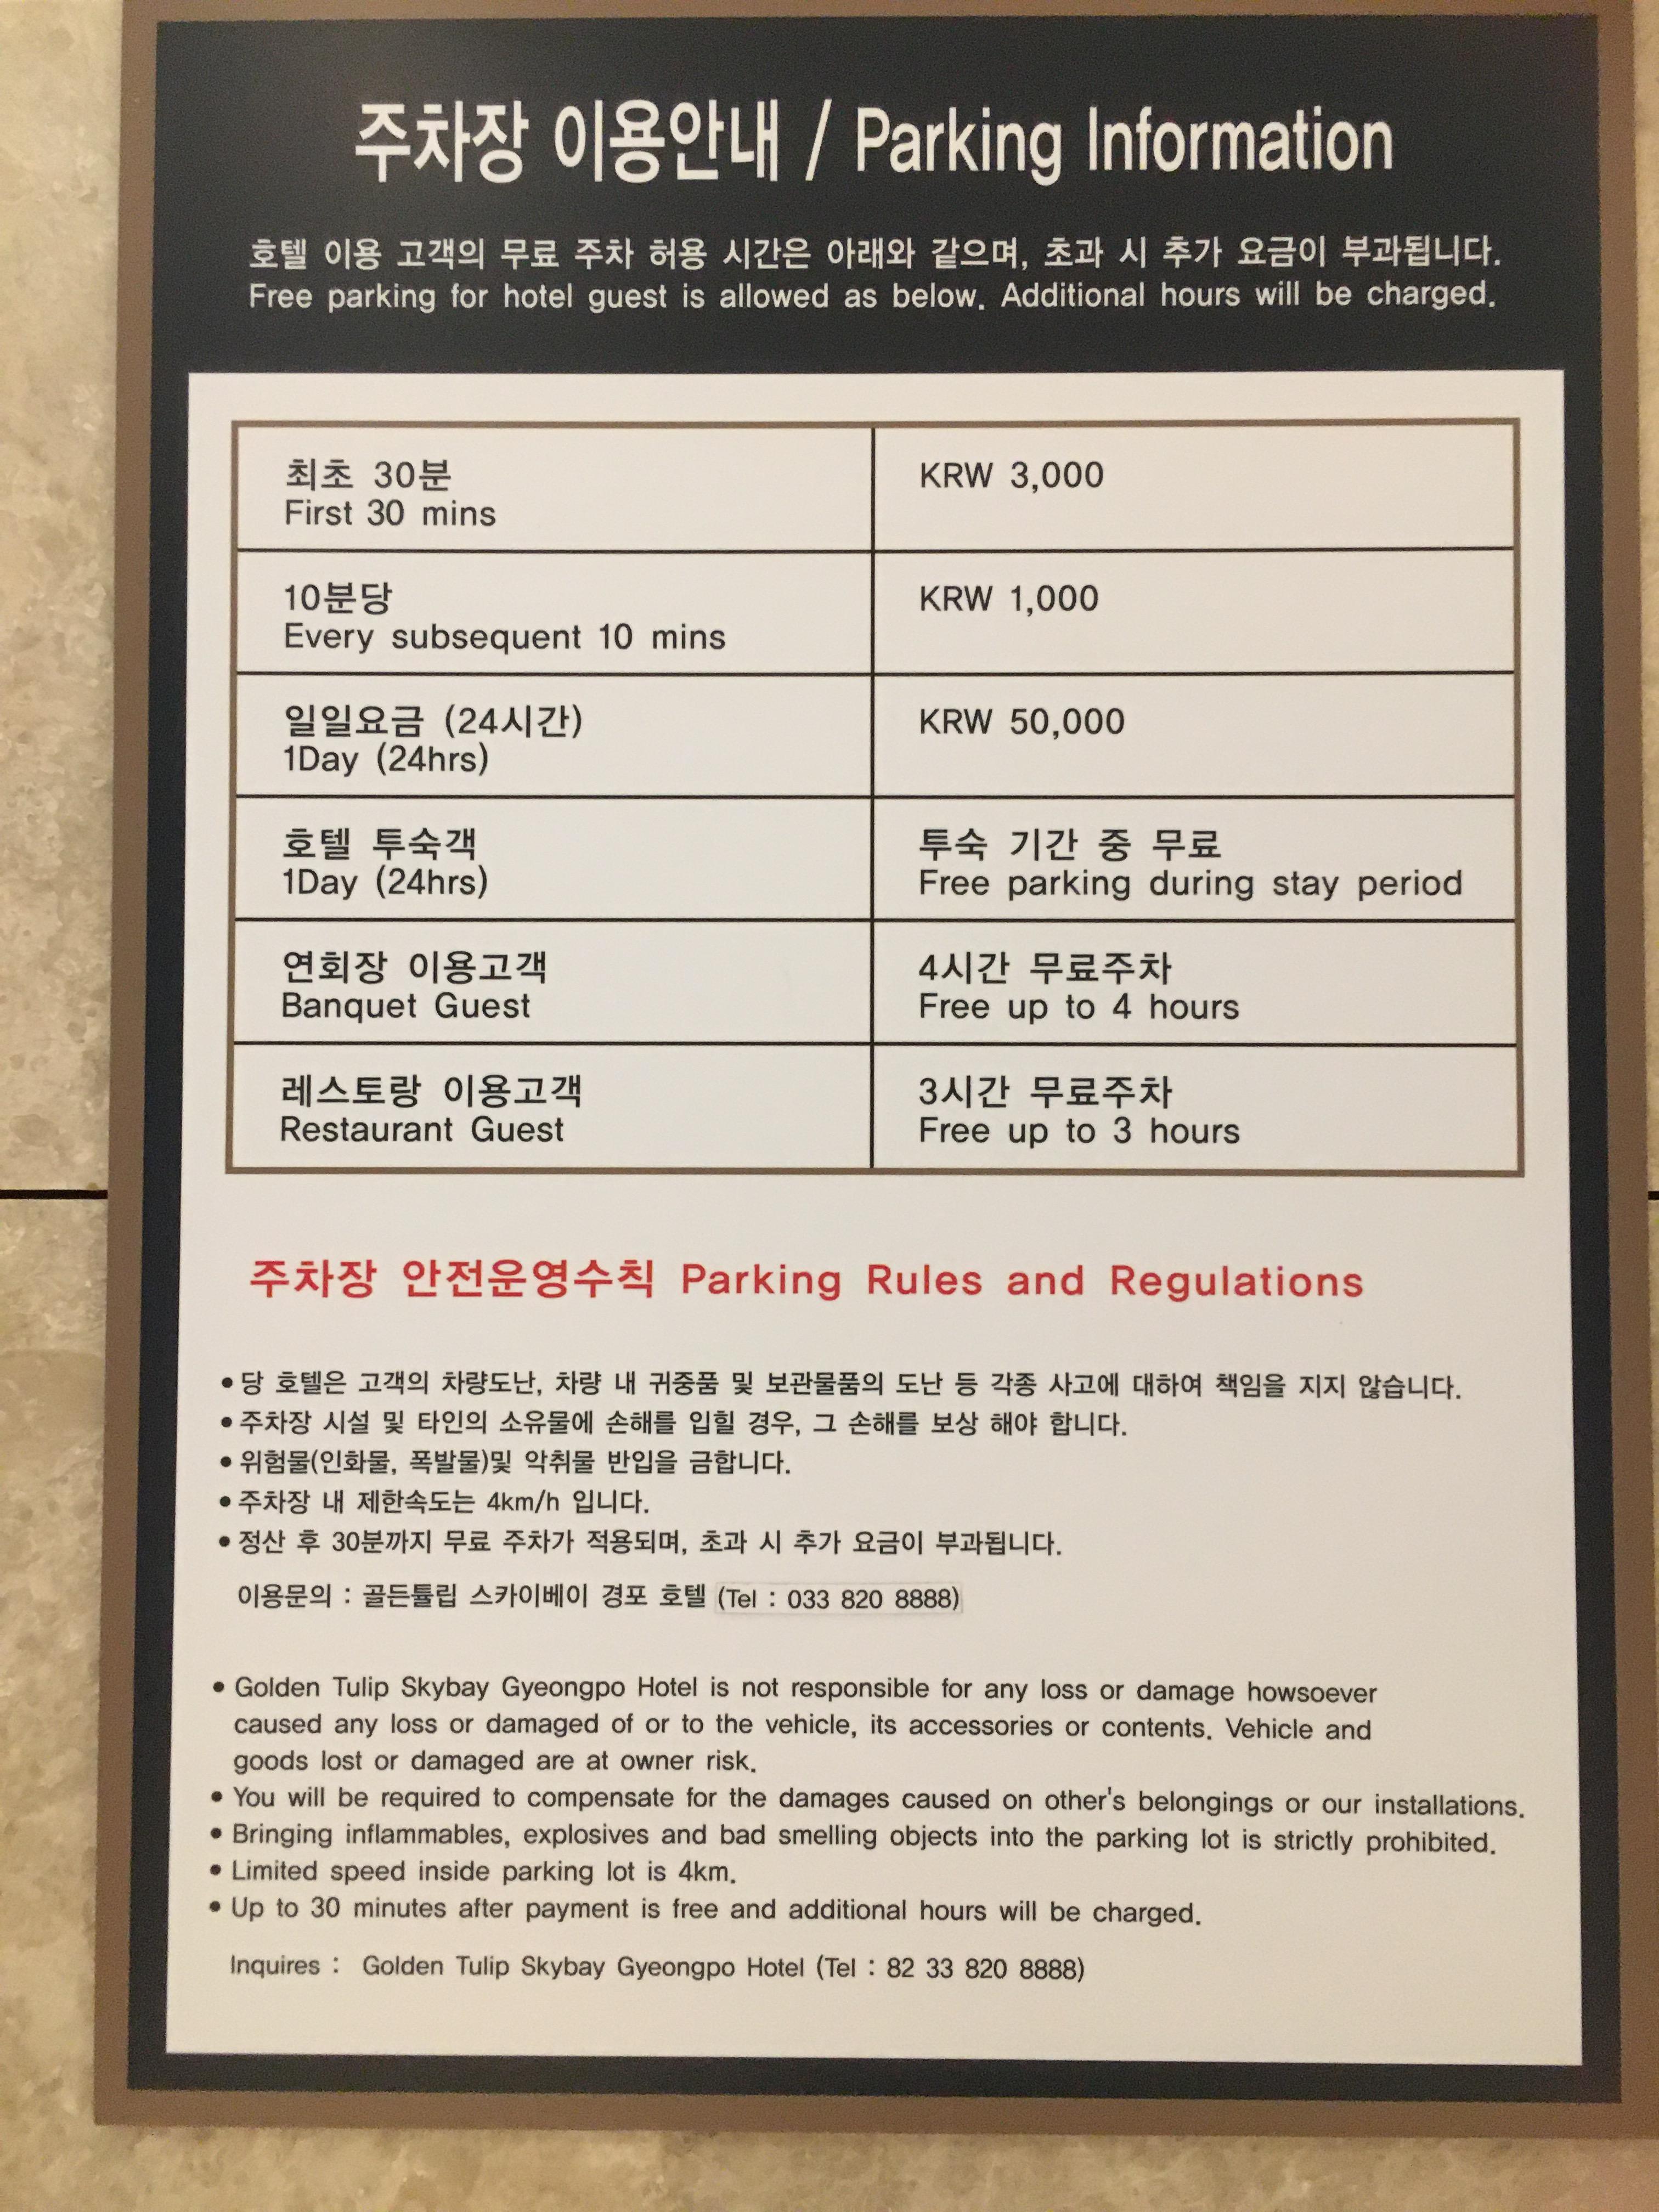 주차장 이용안내 / Parking Information
호텔 이용 고객의 무료 주차 허용 시간은 아래와 같으며, 초과 시 추가 요금이 부과됩니다.
Free parking for hotel guest is allowed as below. Additional hours will be charged.
최초 30분
First 30 mins
KRW 3,000
10분당
Every subsequent 10 mins
KRW 1,000
일일요금 (24시간)
1Day (24hrs)
KRW 50,000
호텔 투숙객
1Day (24hrs)
투숙 기간 중 무료
Free parking during stay period
연회장 이용고객
Banquet Guest
4시간 무료주차
Free up to 4 hours
레스토랑 이용고객
Restaurant Guest
3시간 무료주차
Free up to 3 hours
주차장 안전운영수칙 Parking Rules and Regulations
• 당 호텔은 고객의 차량도난, 차량 내 귀중품 및 보관물품의 도난 등 각종 사고에 대하여 책임을 지지 않습니다.
• 주차장 시설 및 타인의 소유물에 손해를 입힐 경우, 그 손해를 보상 해야 합니다.
• 위험물(인화물, 폭발물)및 악취물 반입을 금합니다.
• 주차장 내 제한속도는 4km/h 입니다.
• 정산 후 30분까지 무료 주차가 적용되며, 초과 시 추가 요금이 부과됩니다.
이용문의 : 골든튤립 스카이베이 경포 호텔 (Tel : 033 820 8888)
• Golden Tulip Skybay Gyeongpo Hotel is not responsible for any loss or damage howsoever
caused any loss or damaged of or to the vehicle, its accessories or contents. Vehicle and
goods lost or damaged are at owner risk.
• You will be required to compensate for the damages caused on other's belongings or our installations.
• Bringing inflammables, explosives and bad smelling objects into the parking lot is strictly prohibited.
• Limited speed inside parking lot is 4km.
• Up to 30 minutes after payment is free and additional hours will be charged.
Inquires : Golden Tulip Skybay Gyeongpo Hotel (Tel : 82 33 820 8888)